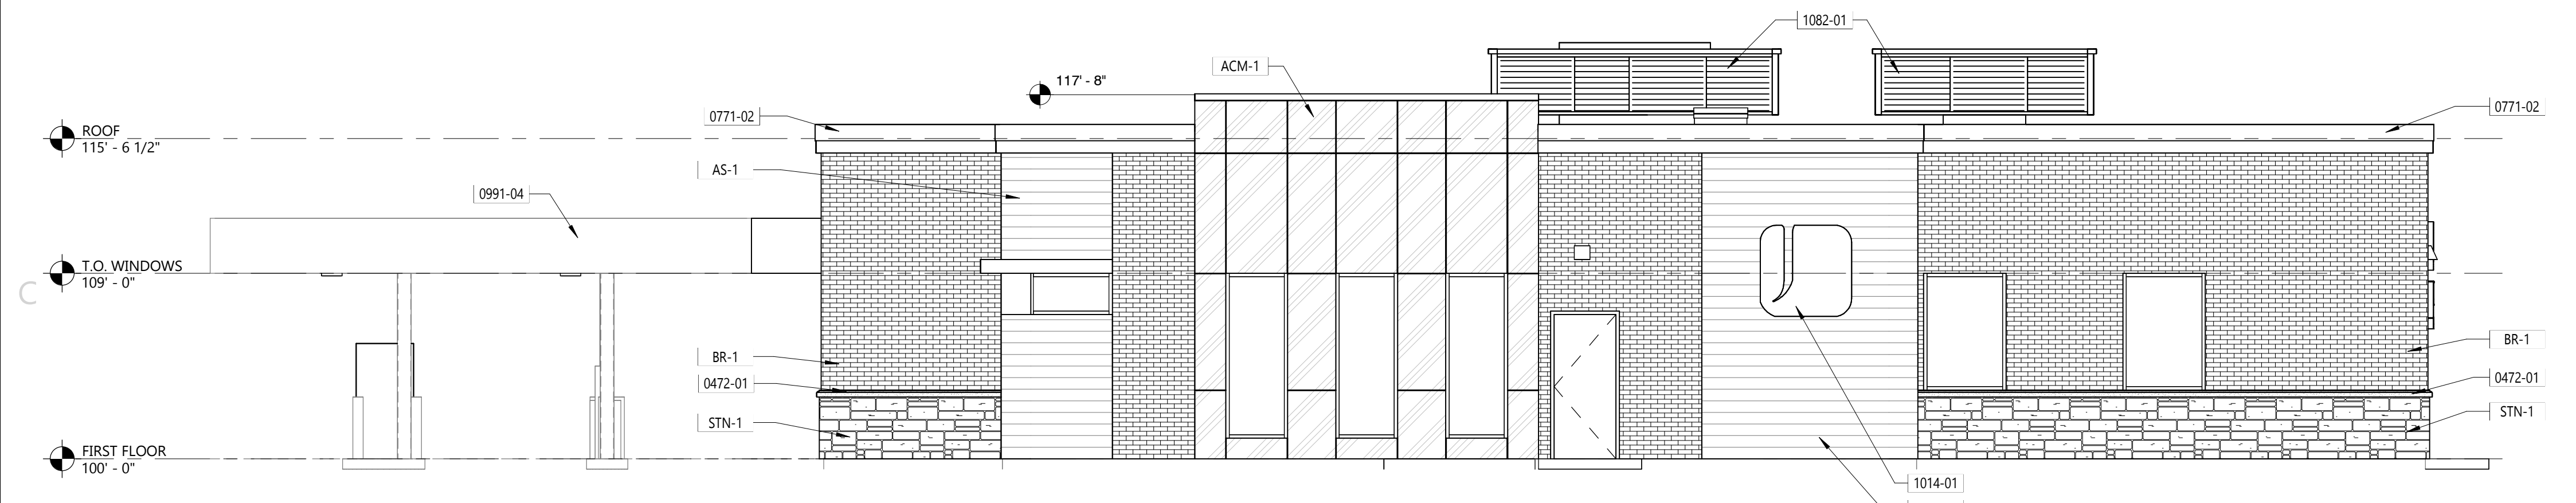 1082-01
ACM-1
117' - 8"
0771-02
0771-02
ROOF
115' - 6 1/2"
AS-1
0991-04
T.O. WINDOWS
109' - 0"
C
BR-1
BR-1
0472-01
0472-01
STN-1
STN-1
FIRST FLOOR
100' - 0"
1014-01